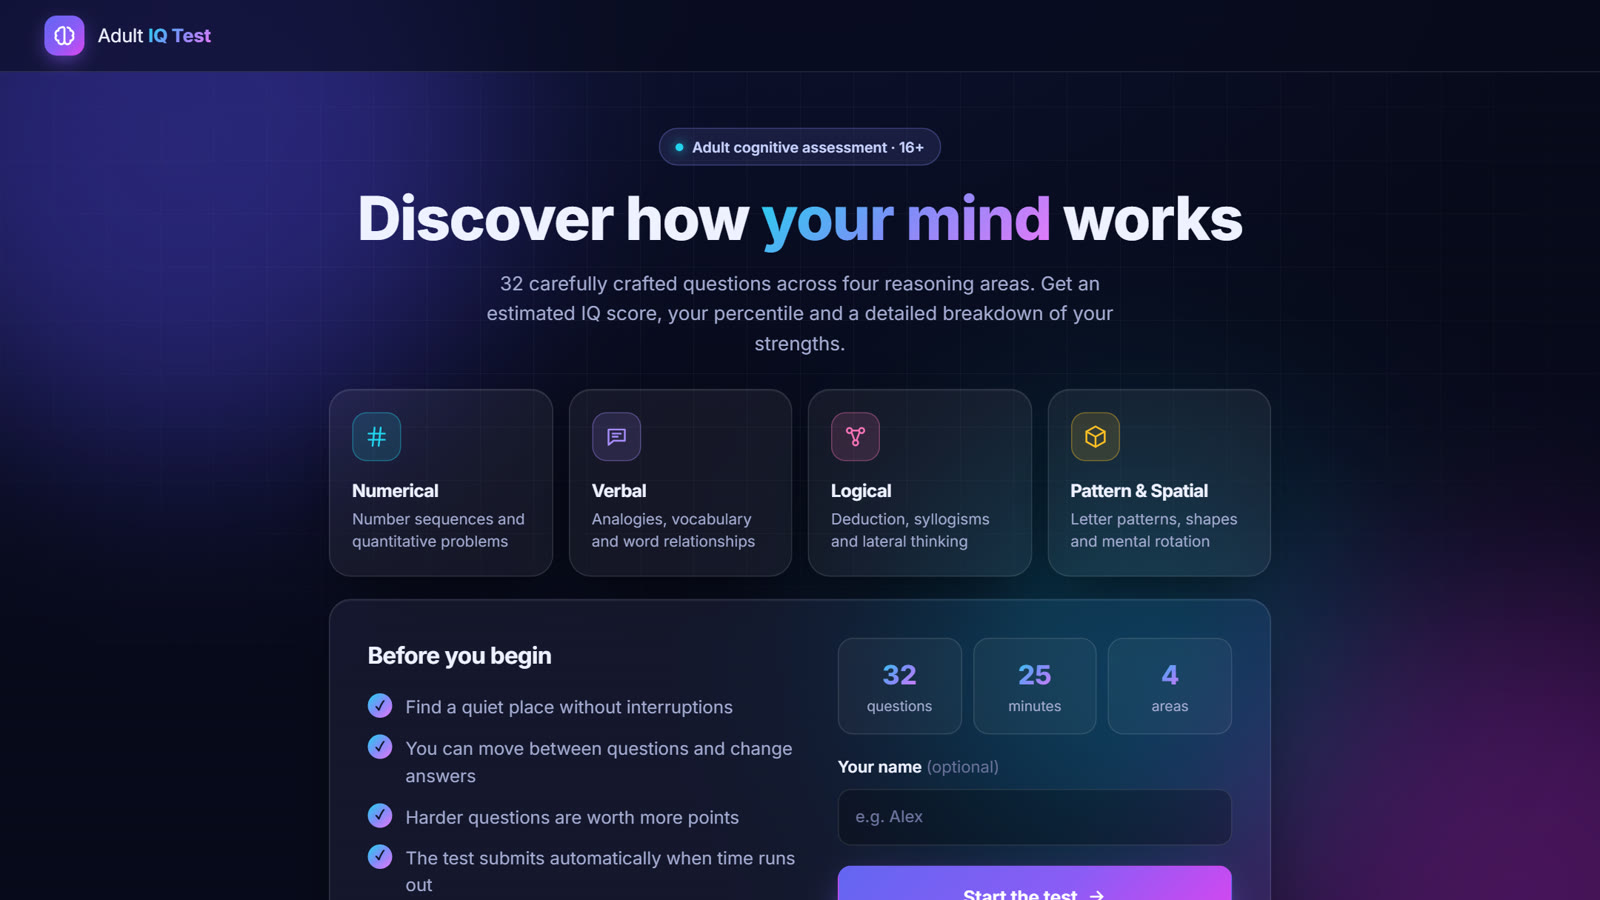 Adult IQ Test
Adult cognitive assessment · 16+
Discover how your mind works
32 carefully crafted questions across four reasoning areas. Get an
estimated IQ score, your percentile and a detailed breakdown of your
strengths.
Numerical
Number sequences and
quantitative problems
Verbal
Analogies, vocabulary
and word relationships
Logical
Deduction, syllogisms
and lateral thinking
Pattern & Spatial
Letter patterns, shapes
and mental rotation
Before you begin
Find a quiet place without interruptions
You can move between questions and change
answers
Harder questions are worth more points
The test submits automatically when time runs
out
32
questions
25
minutes
4
areas
Your name (optional)
e.g. Alex
Start the test →